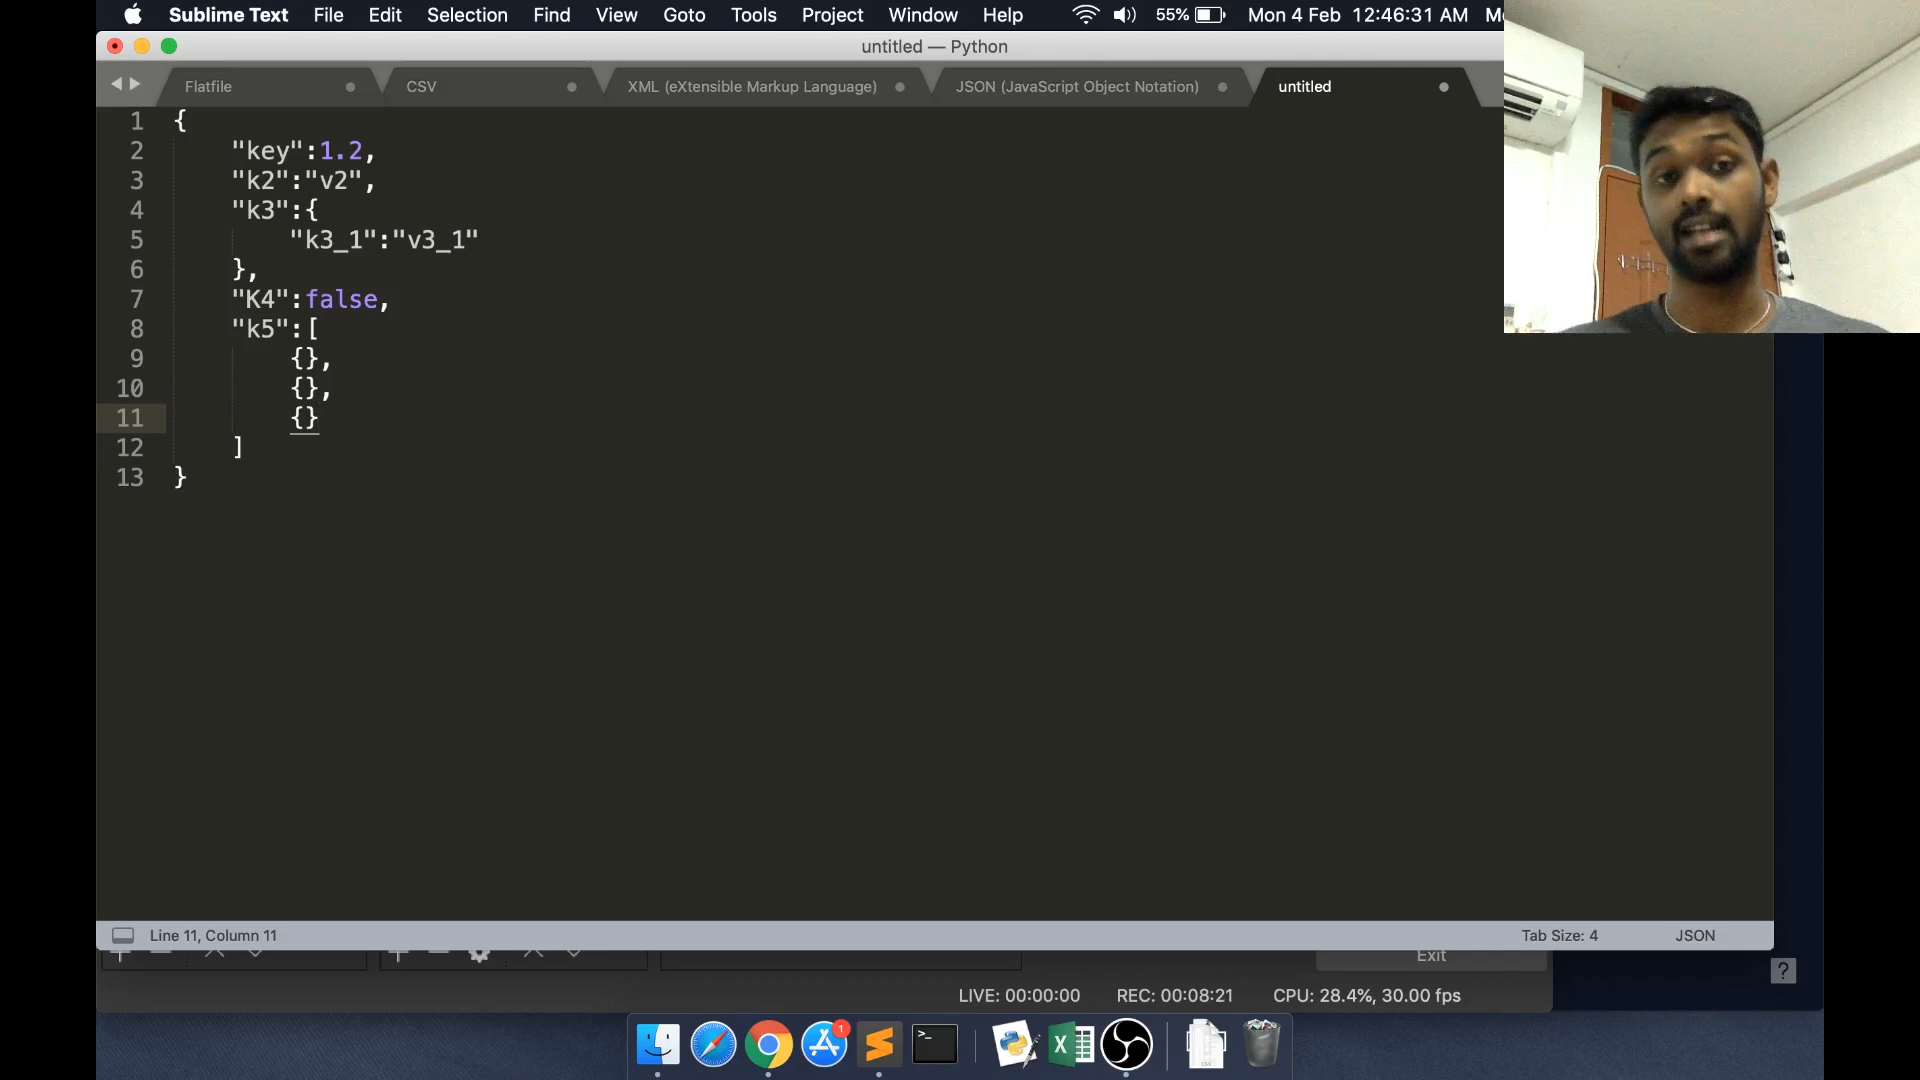 Sublime Text File Edit Selection Find View Goto Tools Project Window Help 55% Mon 4 Feb 12:46:31 AM
untitled — Python
Flatfile CSV XML (eXtensible Markup Language) JSON (JavaScript Object Notation) untitled
1 {
2 "key":1.2,
3 "k2":"v2",
4 "k3":{
5 "k3_1":"v3_1"
6 },
7 "K4":false,
8 "k5":[
9 {},
10 {},
11 {}
12 ]
13 }
Line 11, Column 11 Tab Size: 4 JSON
Exit
?
LIVE: 00:00:00 REC: 00:08:21 CPU: 28.4%, 30.00 fps
1
>_
X